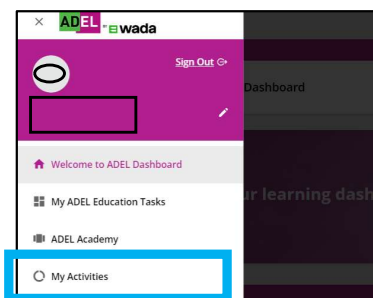 × ADEL BY wada
Sign Out
Dashboard
Welcome to ADEL Dashboard
My ADEL Education Tasks
ur learning dash
ADEL Academy
My Activities